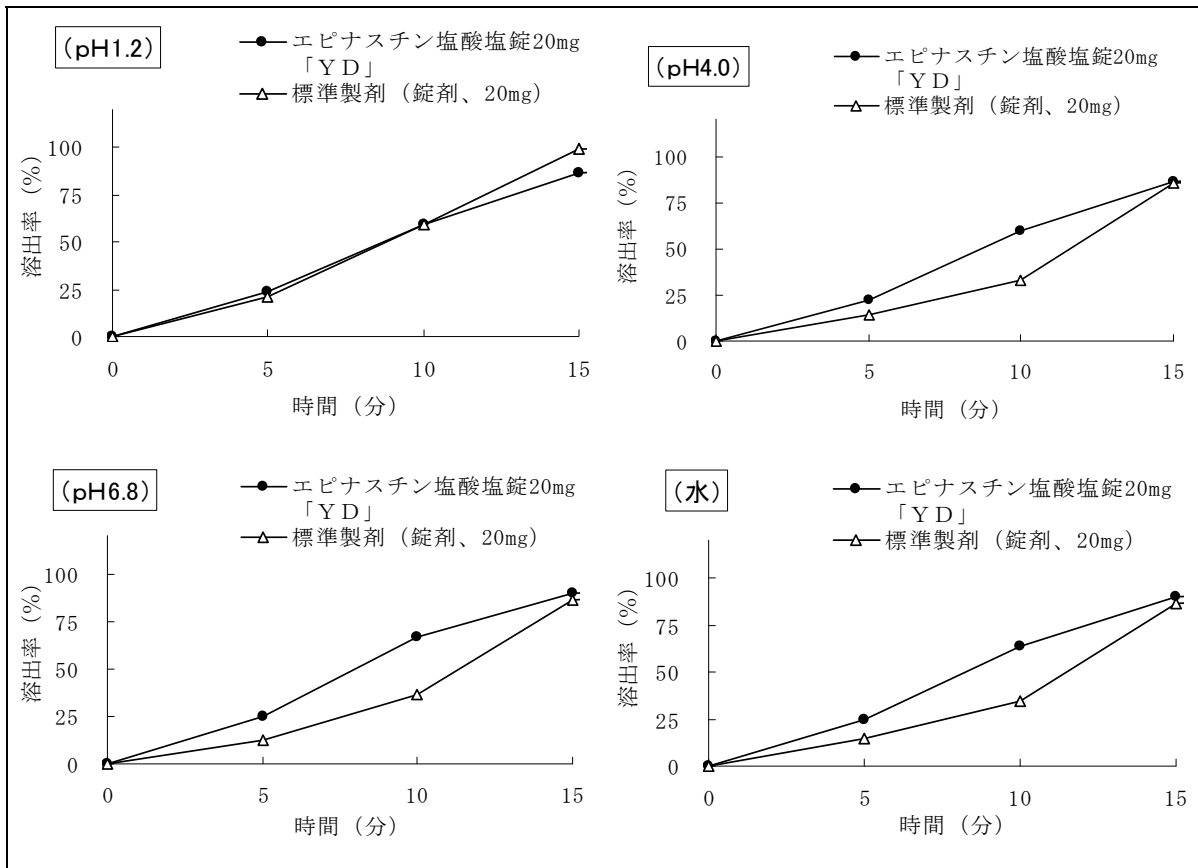 (pH1.2)
エピナスチン塩酸塩錠20mg
「ＹＤ」
標準製剤（錠剤、20mg）
溶出率（%）
100
75
50
25
0
0 5 10 15
時間（分）
(pH4.0)
エピナスチン塩酸塩錠20mg
「ＹＤ」
標準製剤（錠剤、20mg）
溶出率（%）
100
75
50
25
0
0 5 10 15
時間（分）
(pH6.8)
エピナスチン塩酸塩錠20mg
「ＹＤ」
標準製剤（錠剤、20mg）
溶出率（%）
100
75
50
25
0
0 5 10 15
時間（分）
(水)
エピナスチン塩酸塩錠20mg
「ＹＤ」
標準製剤（錠剤、20mg）
溶出率（%）
100
75
50
25
0
0 5 10 15
時間（分）